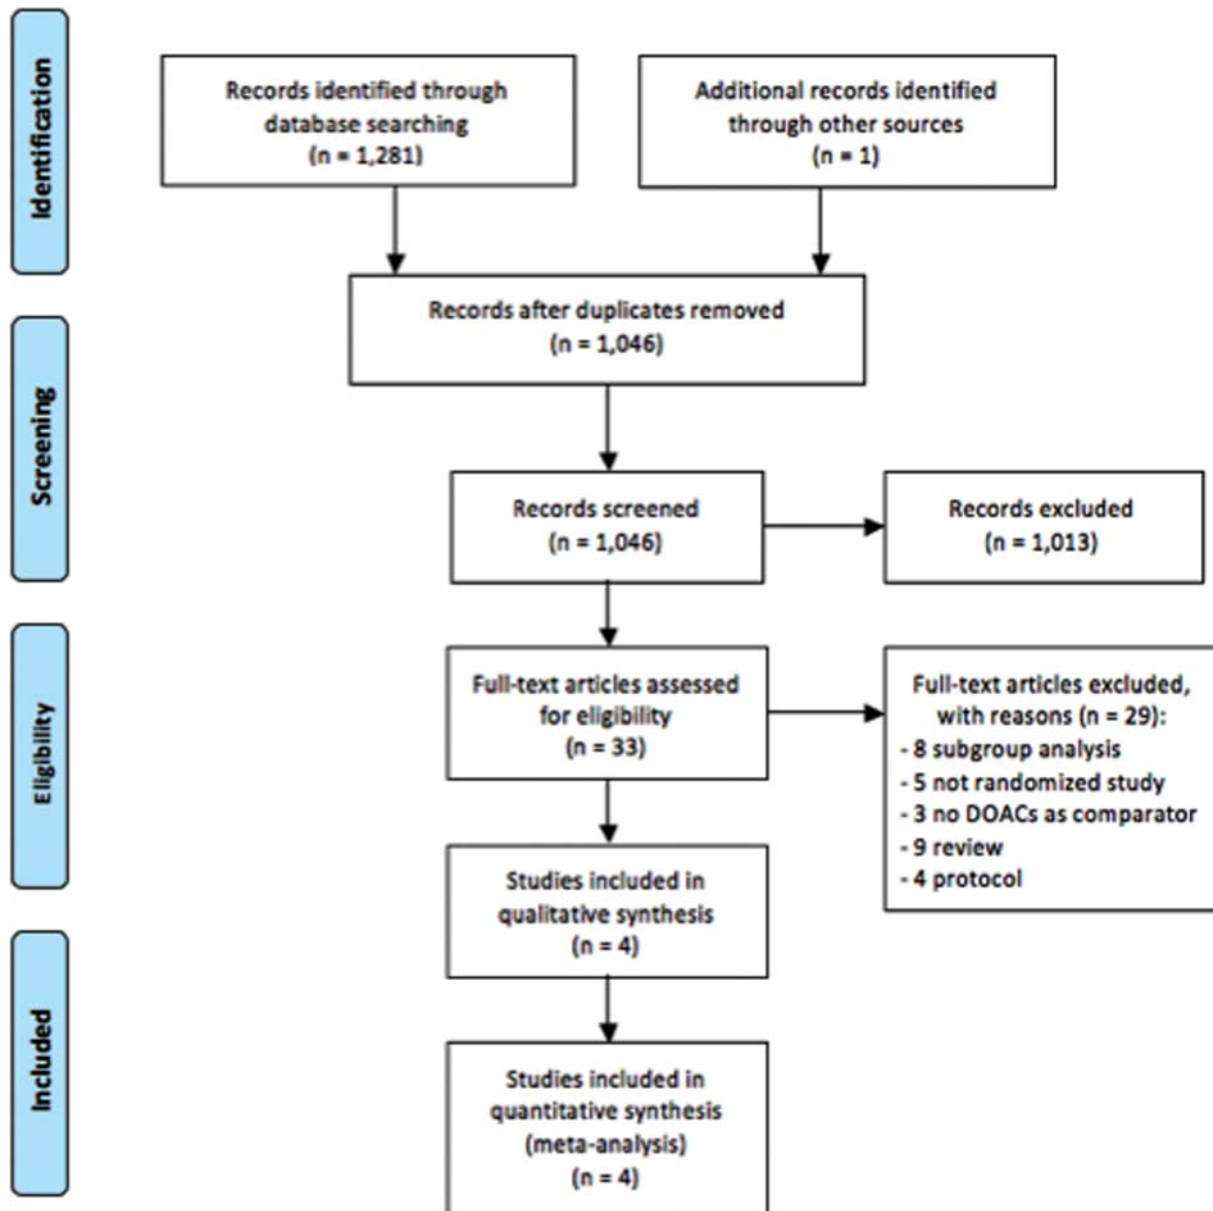 Identification
Records identified through
database searching
(n = 1,281)
Additional records identified
through other sources
(n = 1)
Records after duplicates removed
(n = 1,046)
Screening
Records screened
(n = 1,046)
Records excluded
(n = 1,013)
Eligibility
Full-text articles assessed
for eligibility
(n = 33)
Full-text articles excluded,
with reasons (n = 29):
- 8 subgroup analysis
- 5 not randomized study
- 3 no DOACs as comparator
- 9 review
- 4 protocol
Studies included in
qualitative synthesis
(n = 4)
Included
Studies included in
quantitative synthesis
(meta-analysis)
(n = 4)